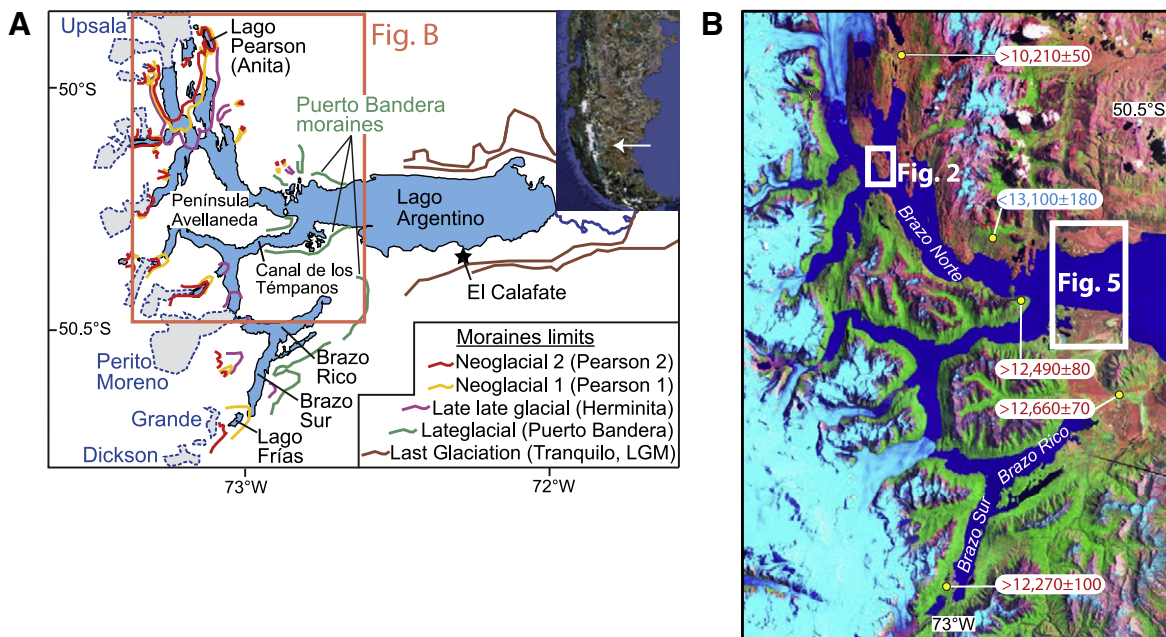 A
Upsala
Lago
Pearson
(Anita)
Fig. B
50°S
Puerto Bandera
moraines
Península
Avellaneda
Lago
Argentino
Canal de los
Témpanos
El Calafate
50.5°S
Perito
Moreno
Brazo
Rico
Brazo
Sur
Grande
Lago
Frías
Dickson
Moraines limits
Neoglacial 2 (Pearson 2)
Neoglacial 1 (Pearson 1)
Late late glacial (Herminita)
Lateglacial (Puerto Bandera)
Last Glaciation (Tranquilo, LGM)
73°W
72°W
B
>10,210±50
50.5°S
Fig. 2
<13,100±180
Brazo Norte
Fig. 5
>12,490±80
>12,660±70
Brazo Rico
Brazo Sur
>12,270±100
73°W